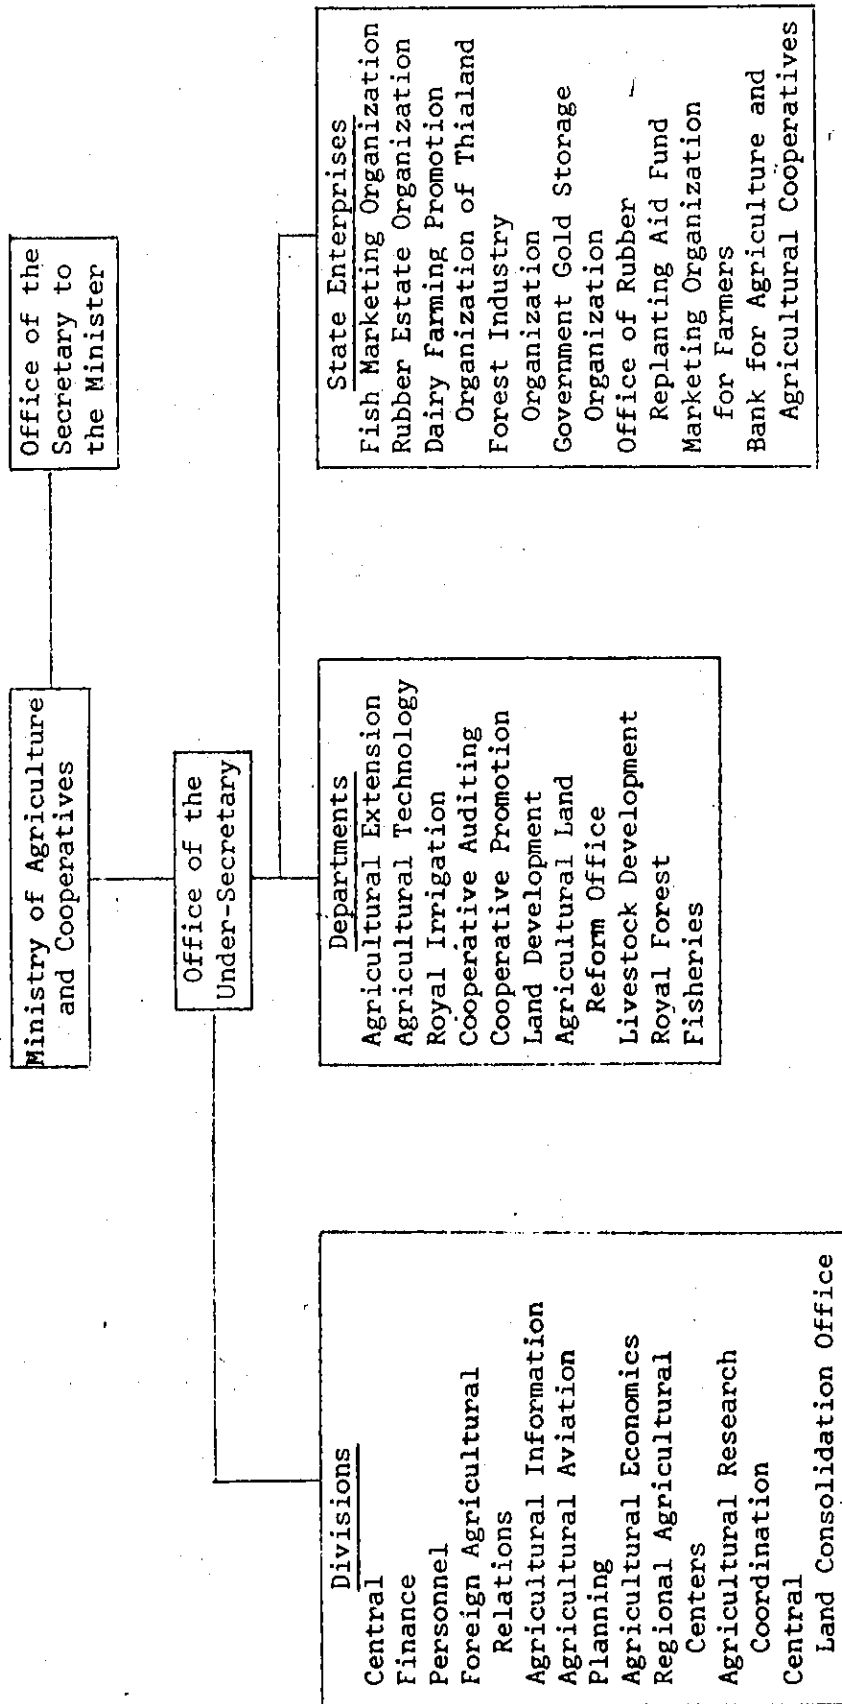 Ministry of Agriculture
and Cooperatives
Office of the
Secretary to
the Minister
Office of the
Under-Secretary
Divisions
Central
Finance
Personnel
Foreign Agricultural
Relations
Agricultural Information
Agricultural Aviation
Planning
Agricultural Economics
Regional Agricultural
Centers
Agricultural Research
Coordination
Central
Land Consolidation Office
Departments
Agricultural Extension
Agricultural Technology
Royal Irrigation
Cooperative Auditing
Cooperative Promotion
Land Development
Agricultural Land
Reform Office
Livestock Development
Royal Forest
Fisheries
State Enterprises
Fish Marketing Organization
Rubber Estate Organization
Dairy Farming Promotion
Organization of Thialand
Forest Industry
Organization
Government Gold Storage
Organization
Office of Rubber
Replanting Aid Fund
Marketing Organization
for Farmers
Bank for Agriculture and
Agricultural Cooperatives